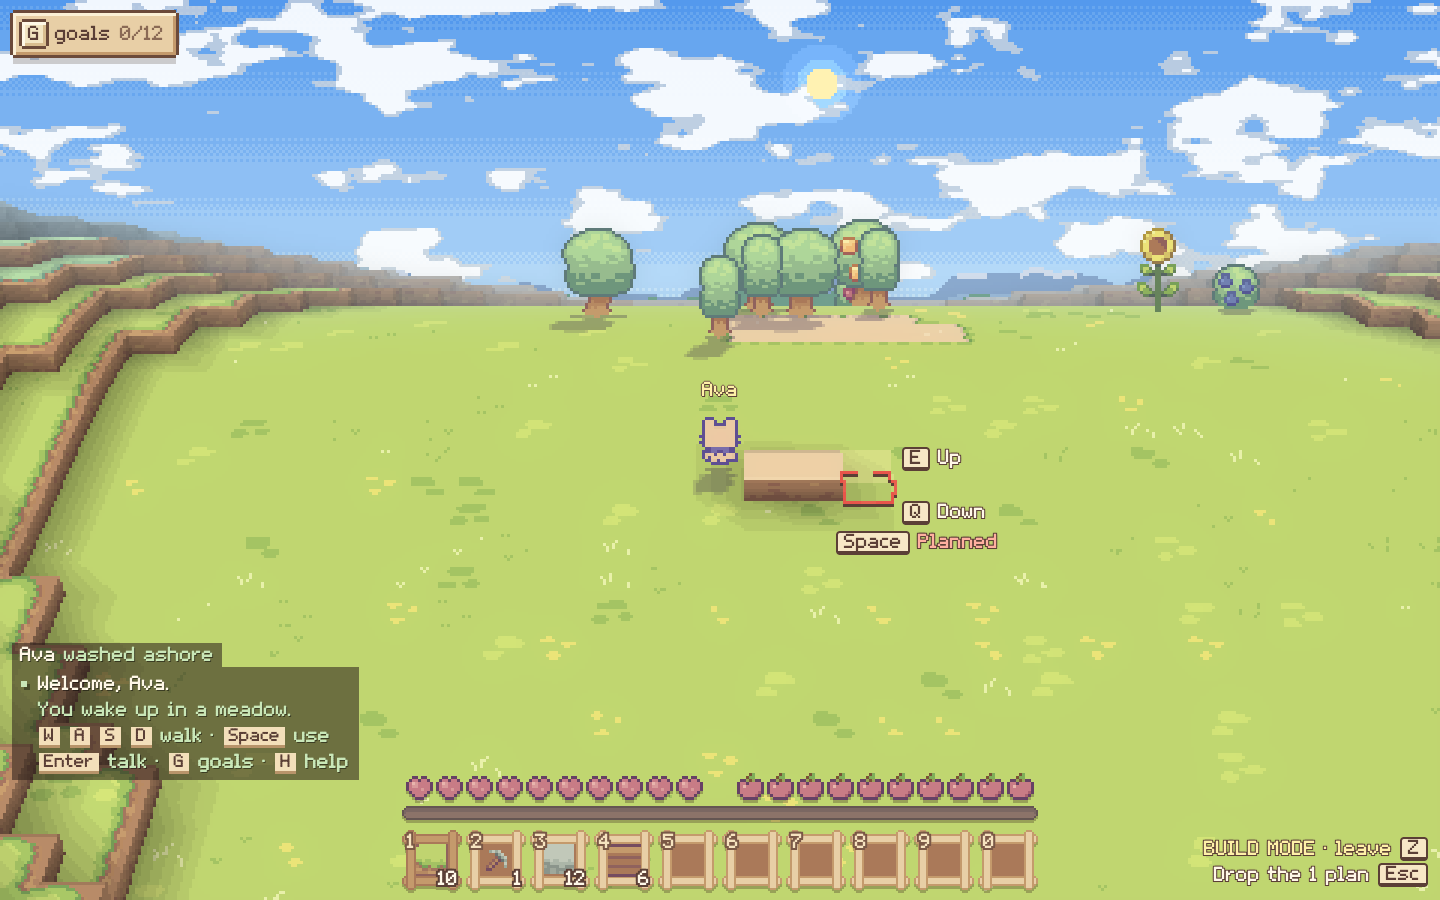 G goals 0/12
Ava
E Up
Q Down
Space Planned
Ava washed ashore
Welcome, Ava.
You wake up in a meadow.
W A S D walk · Space use
Enter talk · G goals · H help
1 2 3 4 5 6 7 8 9 0
10 1 12 6
BUILD MODE · leave Z
Drop the 1 plan Esc